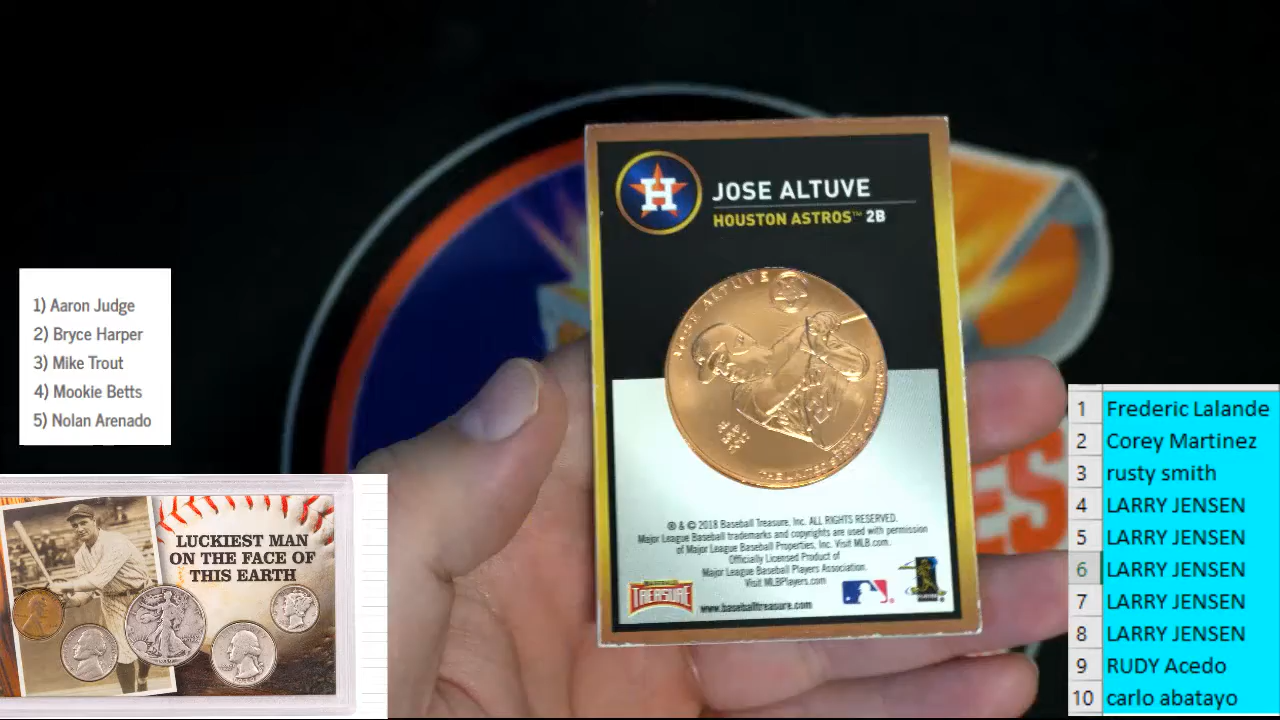 1) Aaron Judge
2) Bryce Harper
3) Mike Trout
4) Mookie Betts
5) Nolan Arenado
LUCKIEST MAN
ON THE FACE OF
THIS EARTH
H
JOSE ALTUVE
HOUSTON ASTROS™ 2B
ALTUVE
® & © 2018 Baseball Treasure, Inc. ALL RIGHTS RESERVED.
Major League Baseball trademarks and copyrights are used with permission
of Major League Baseball Properties, Inc. Visit MLB.com.
Officially Licensed Product of
Major League Baseball Players Association.
Visit MLBPlayers.com
TREASURE
www.baseballtreasure.com
ES
1 Frederic Lalande
2 Corey Martinez
3 rusty smith
4 LARRY JENSEN
5 LARRY JENSEN
6 LARRY JENSEN
7 LARRY JENSEN
8 LARRY JENSEN
9 RUDY Acedo
10 carlo abatayo